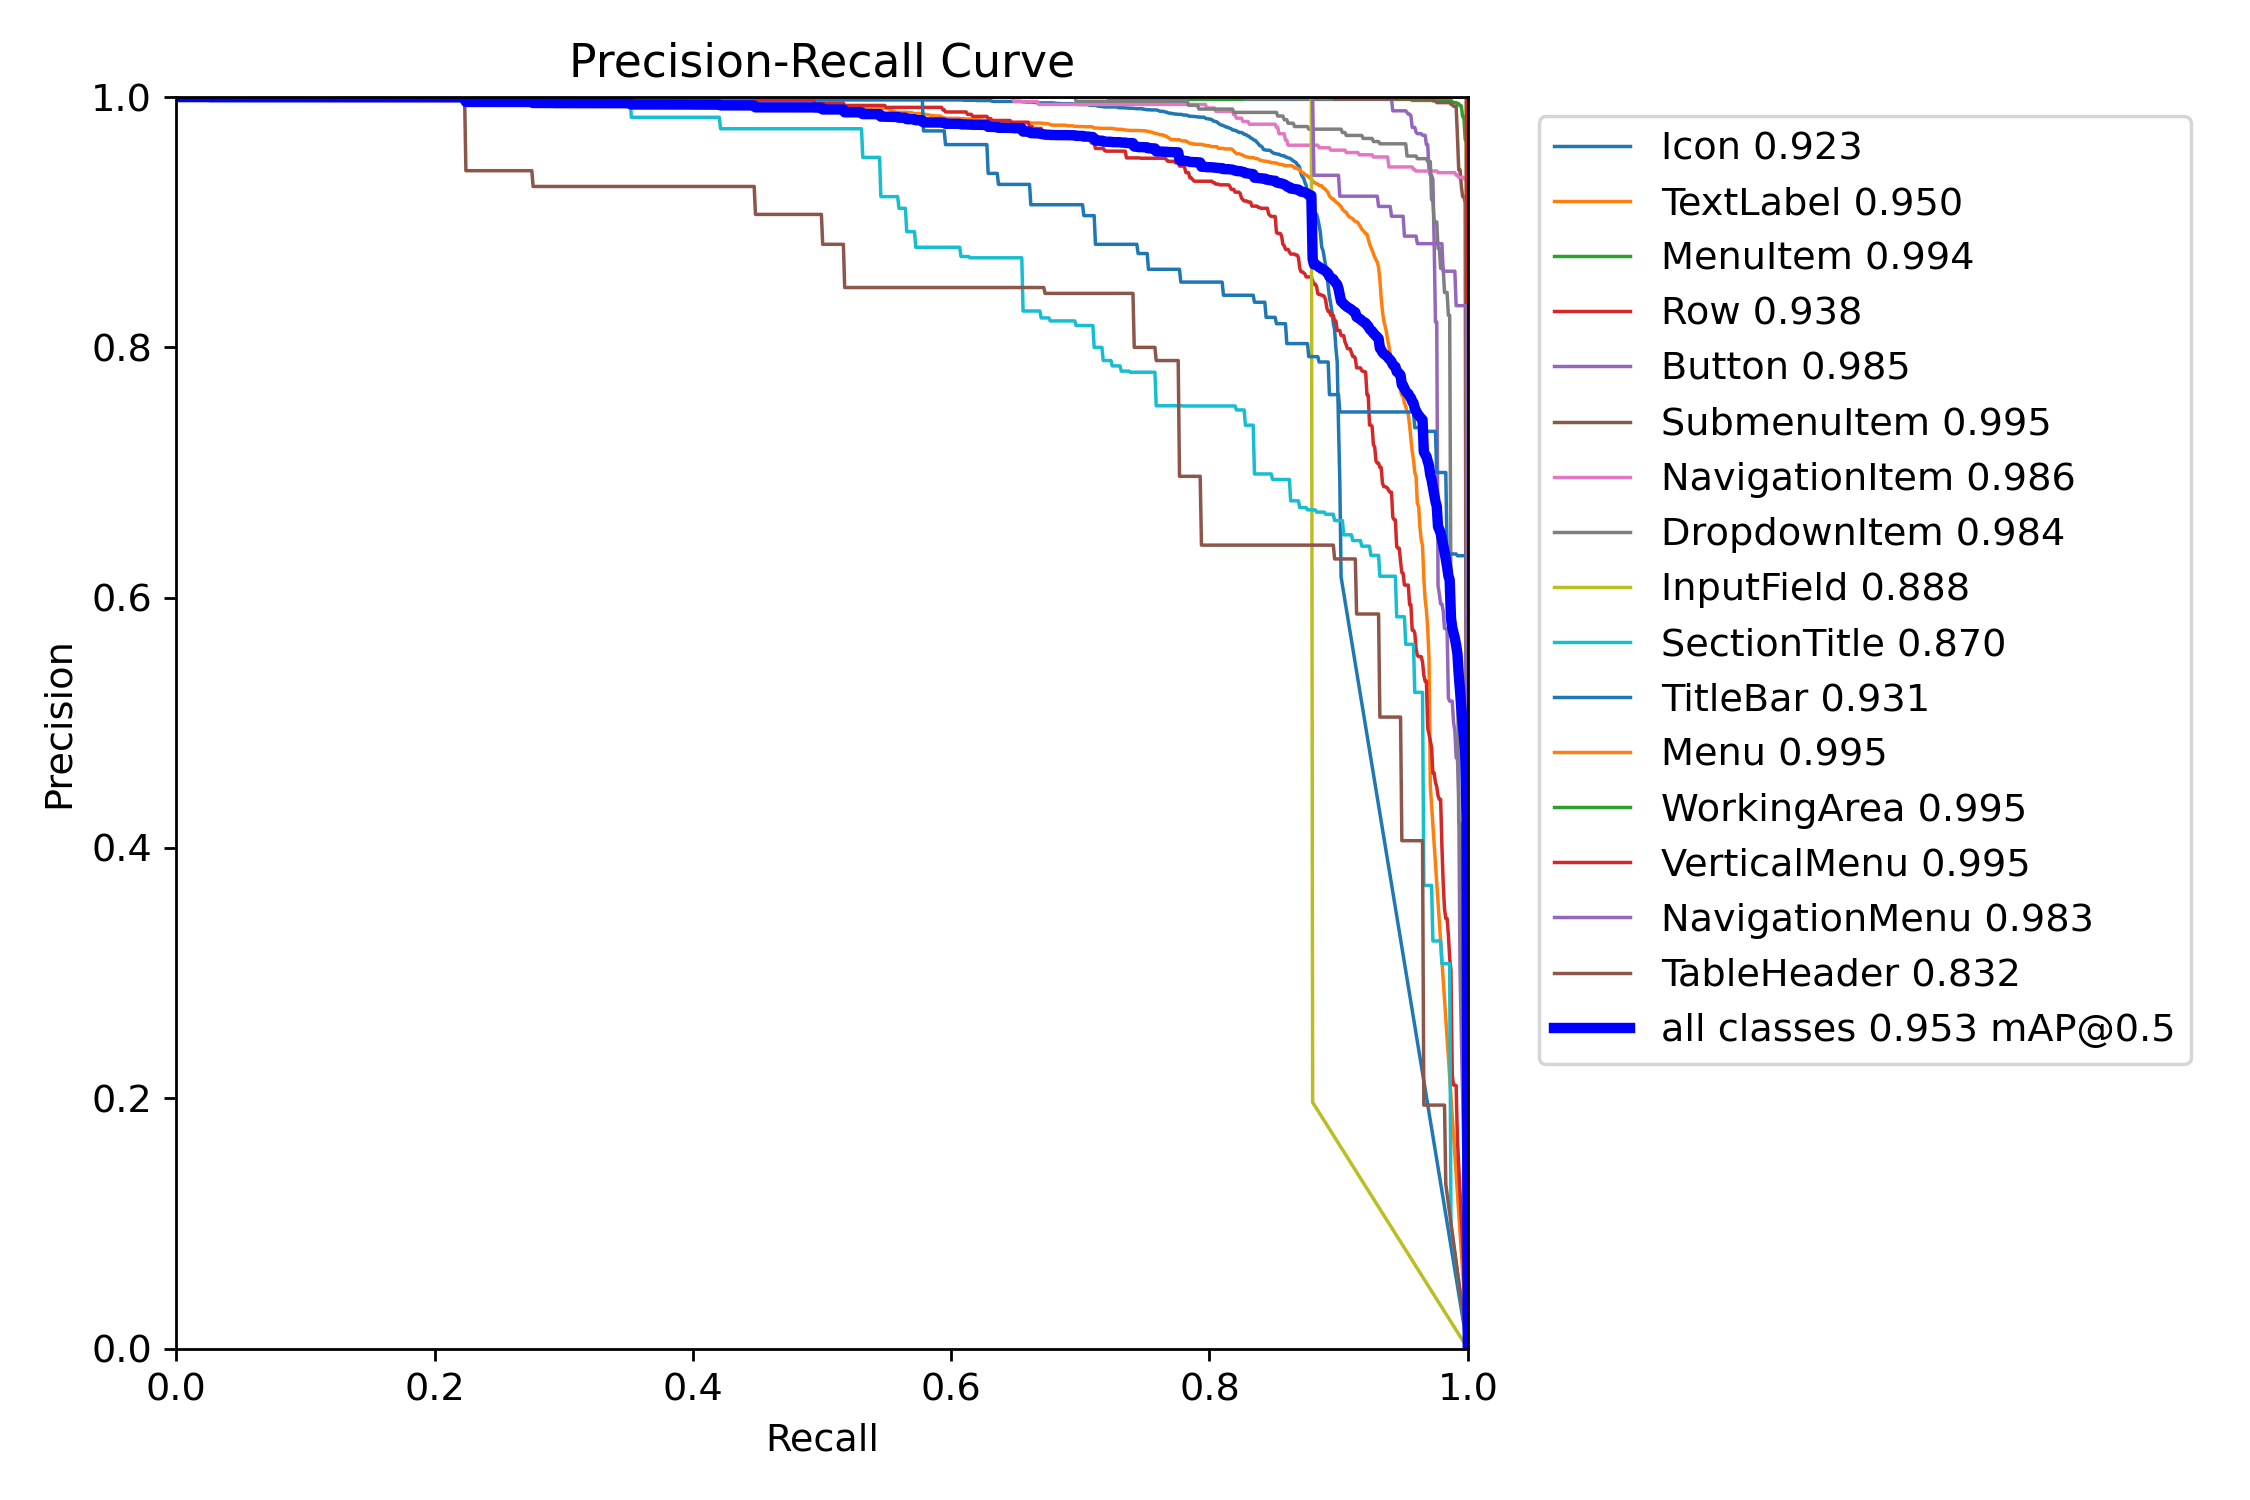 Precision-Recall Curve
1.0
0.8
0.6
0.4
0.2
0.0
Precision
0.0 0.2 0.4 0.6 0.8 1.0
Recall
Icon 0.923
TextLabel 0.950
MenuItem 0.994
Row 0.938
Button 0.985
SubmenuItem 0.995
NavigationItem 0.986
DropdownItem 0.984
InputField 0.888
SectionTitle 0.870
TitleBar 0.931
Menu 0.995
WorkingArea 0.995
VerticalMenu 0.995
NavigationMenu 0.983
TableHeader 0.832
all classes 0.953 mAP@0.5